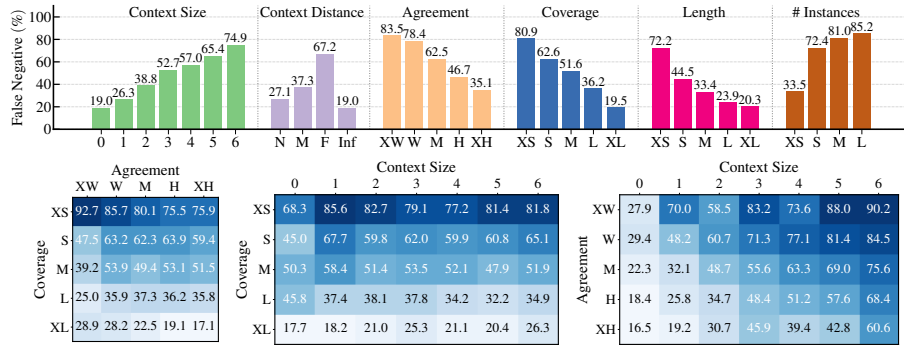 Context Size Context Distance Agreement Coverage Length # Instances
False Negative (%)
100
80
60
40
20
0
19.0 26.3 38.8 52.7 57.0 65.4 74.9
27.1 37.3 67.2 19.0
83.5 78.4 62.5 46.7 35.1
80.9 62.6 51.6 36.2 19.5
72.2 44.5 33.4 23.9 20.3
33.5 72.4 81.0 85.2
0 1 2 3 4 5 6 N M F Inf XW W M H XH XS S M L XL XS S M L XL XS S M L
Agreement
XW W M H XH
Coverage
XS 92.7 85.7 80.1 75.5 75.9
S 47.5 63.2 62.3 63.9 59.4
M 39.2 53.9 49.4 53.1 51.5
L 25.0 35.9 37.3 36.2 35.8
XL 28.9 28.2 22.5 19.1 17.1
Context Size
0 1 2 3 4 5 6
Coverage
XS 68.3 85.6 82.7 79.1 77.2 81.4 81.8
S 45.0 67.7 59.8 62.0 59.9 60.8 65.1
M 50.3 58.4 51.4 53.5 52.1 47.9 51.9
L 45.8 37.4 38.1 37.8 34.2 32.2 34.9
XL 17.7 18.2 21.0 25.3 21.1 20.4 26.3
Context Size
0 1 2 3 4 5 6
Agreement
XW 27.9 70.0 58.5 83.2 73.6 88.0 90.2
W 29.4 48.2 60.7 71.3 77.1 81.4 84.5
M 22.3 32.1 48.7 55.6 63.3 69.0 75.6
H 18.4 25.8 34.7 48.4 51.2 57.6 68.4
XH 16.5 19.2 30.7 45.9 39.4 42.8 60.6